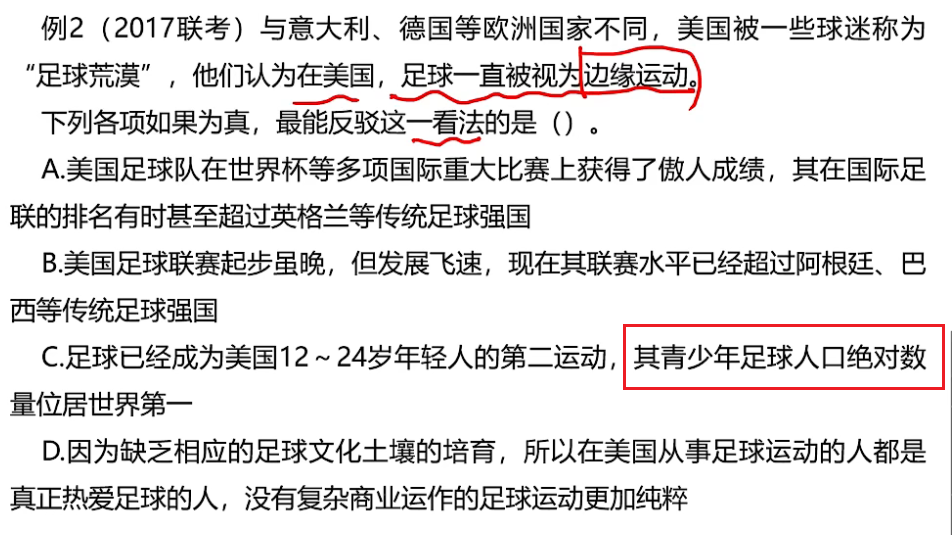 例2（2017联考）与意大利、德国等欧洲国家不同，美国被一些球迷称为
“足球荒漠”，他们认为在美国，足球一直被视为边缘运动。
下列各项如果为真，最能反驳这一看法的是（）。
A.美国足球队在世界杯等多项国际重大比赛上获得了傲人成绩，其在国际足
联的排名有时甚至超过英格兰等传统足球强国
B.美国足球联赛起步虽晚，但发展飞速，现在其联赛水平已经超过阿根廷、巴
西等传统足球强国
C.足球已经成为美国12～24岁年轻人的第二运动，其青少年足球人口绝对数
量位居世界第一
D.因为缺乏相应的足球文化土壤的培育，所以在美国从事足球运动的人都是
真正热爱足球的人，没有复杂商业运作的足球运动更加纯粹